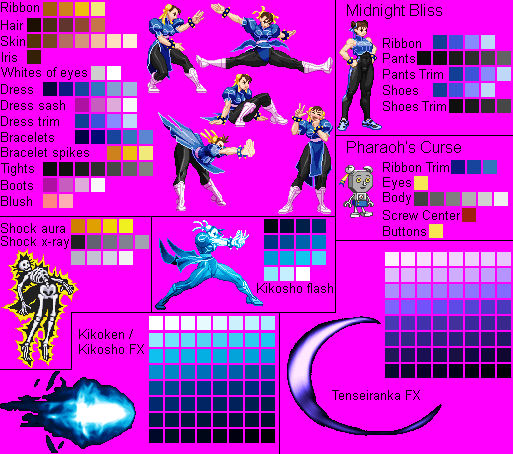 Ribbon
Hair
Skin
Iris
Whites of eyes
Dress
Dress sash
Dress trim
Bracelets
Bracelet spikes
Tights
Boots
Blush
Midnight Bliss
Ribbon
Pants
Pants Trim
Shoes
Shoes Trim
Pharaoh's Curse
Ribbon Trim
Eyes
Body
Screw Center
Buttons
Shock aura
Shock x-ray
Kikosho flash
Kikoken /
Kikosho FX
Tenseiranka FX